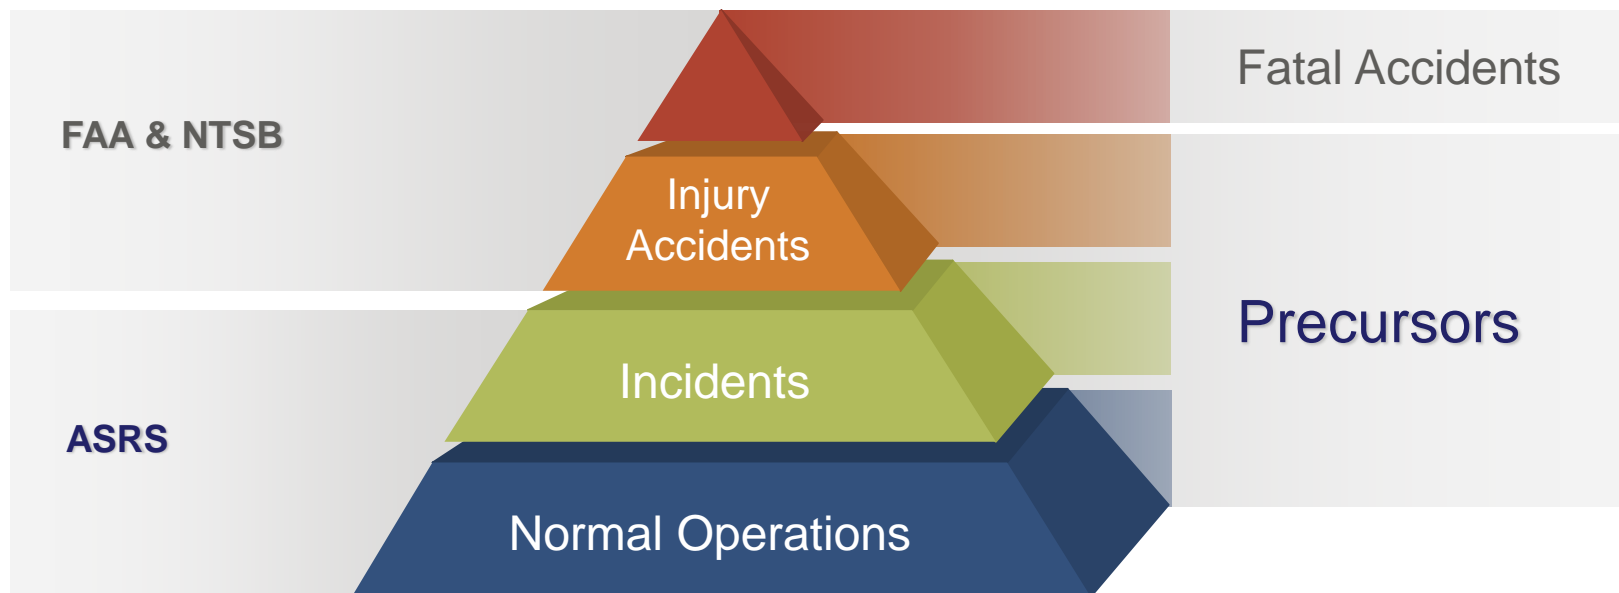 Fatal Accidents
FAA & NTSB
Injury
Accidents
Precursors
Incidents
ASRS
Normal Operations